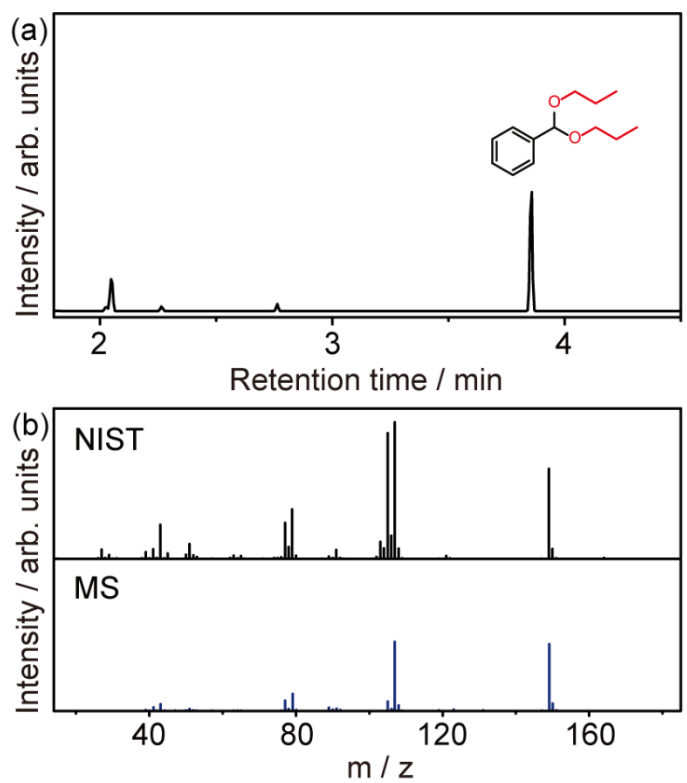 (a)
Intensity / arb. units
O
O
2
3
4
Retention time / min
(b)
Intensity / arb. units
NIST
MS
40
80
120
160
m / z